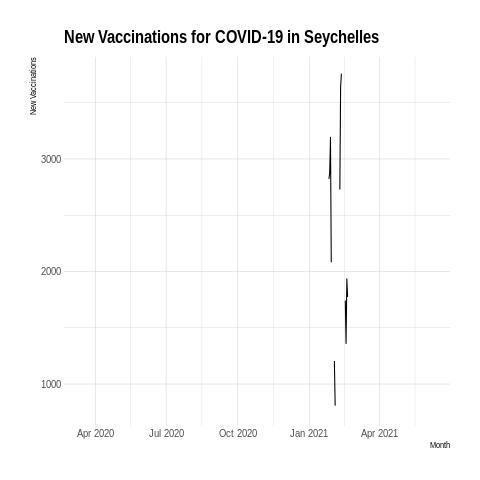 New Vaccinations for COVID-19 in Seychelles
New Vaccinations
3000
2000
1000
Apr 2020 Jul 2020 Oct 2020 Jan 2021 Apr 2021
Month